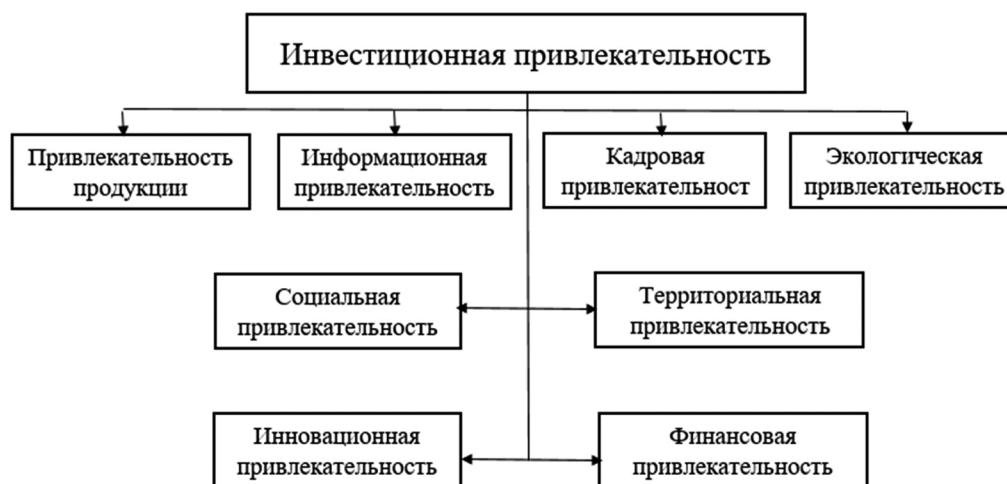 Инвестиционная привлекательность
Привлекательность
продукции
Информационная
привлекательность
Кадровая
привлекательност
Экологическая
привлекательность
Социальная
привлекательность
Территориальная
привлекательность
Инновационная
привлекательность
Финансовая
привлекательность